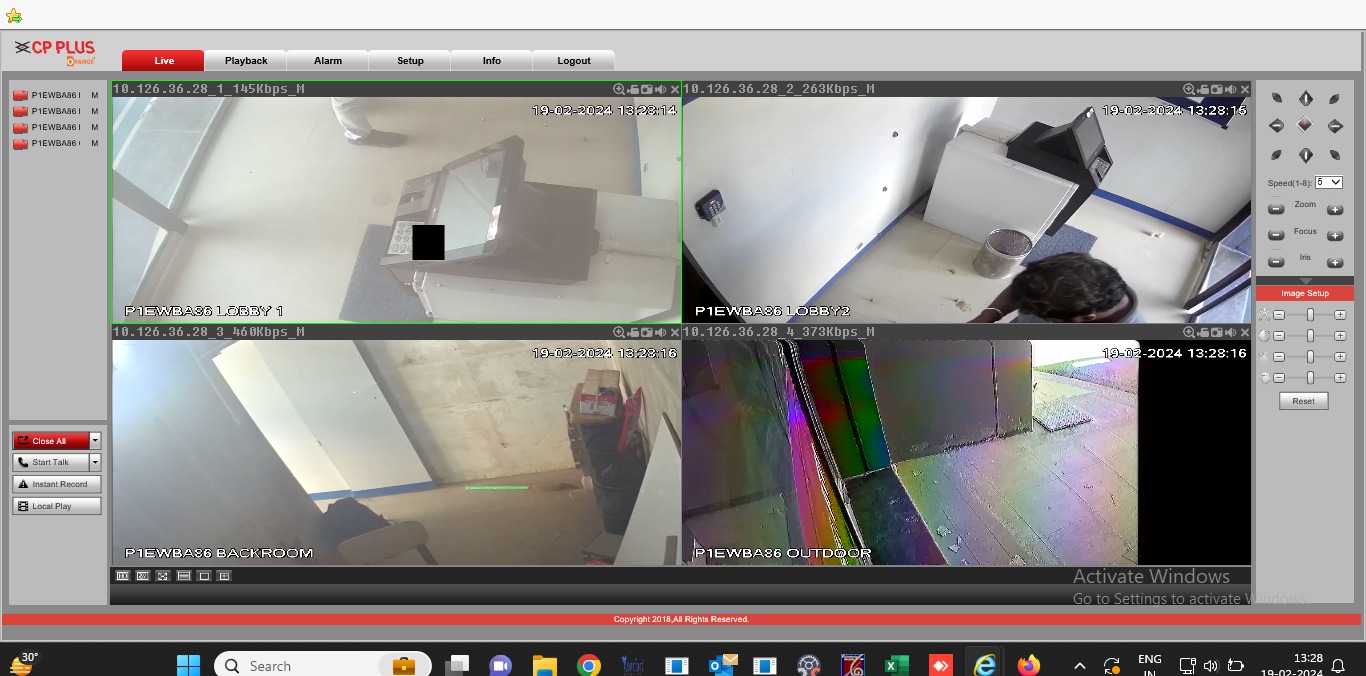 CP PLUS
ORANGE
Live
Playback
Alarm
Setup
Info
Logout
P1EWBA86 M
P1EWBA86 M
P1EWBA86 M
P1EWBA86 M
10.126.36.28_1_145Kbps_M
19-02-2024 13:28:14
P1EWBA86 LOBBY 1
10.126.36.28_2_263Kbps_M
19-02-2024 13:28:15
P1EWBA86 LOBBY2
10.126.36.28_3_460Kbps_M
19-02-2024 13:28:16
P1EWBA86 BACKROOM
10.126.36.28_4_373Kbps_M
19-02-2024 13:28:16
P1EWBA86 OUTDOOR
Speed(1-8): 5
Zoom
Focus
Iris
Image Setup
Reset
Close All
Start Talk
Instant Record
Local Play
Activate Windows
Go to Settings to activate Windows.
Copyright 2018,All Rights Reserved.
30°
Search
ENG
IN
13:28
19-02-2024